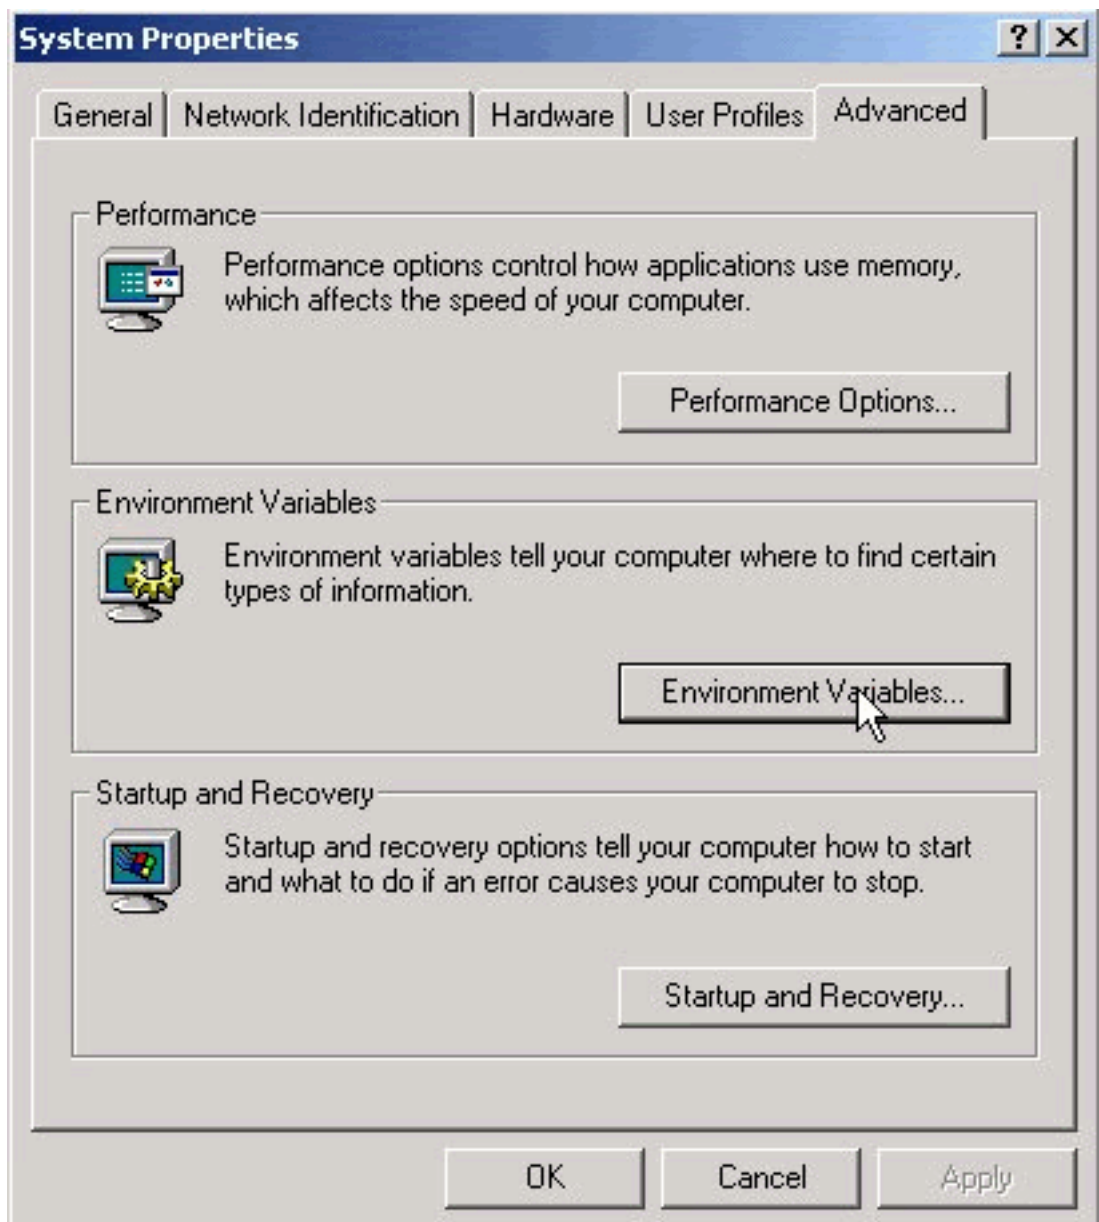 System Properties
General
Network Identification
Hardware
User Profiles
Advanced
Performance
Performance options control how applications use memory,
which affects the speed of your computer.
Performance Options...
Environment Variables
Environment variables tell your computer where to find certain
types of information.
Environment Variables...
Startup and Recovery
Startup and recovery options tell your computer how to start
and what to do if an error causes your computer to stop.
Startup and Recovery...
OK
Cancel
Apply